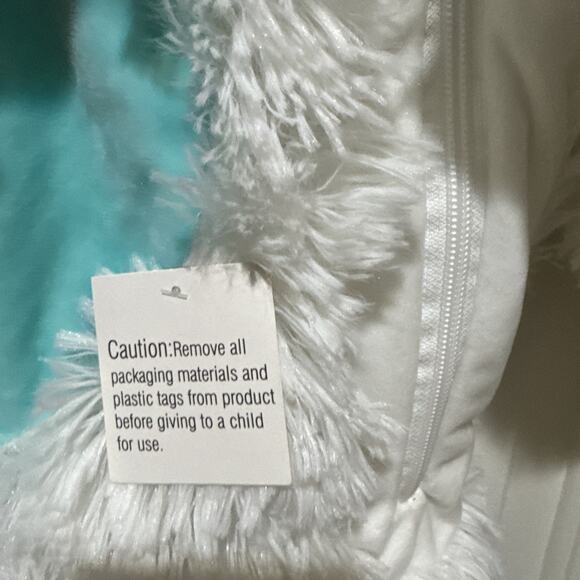 Caution:Remove all
packaging materials and
plastic tags from product
before giving to a child
for use.